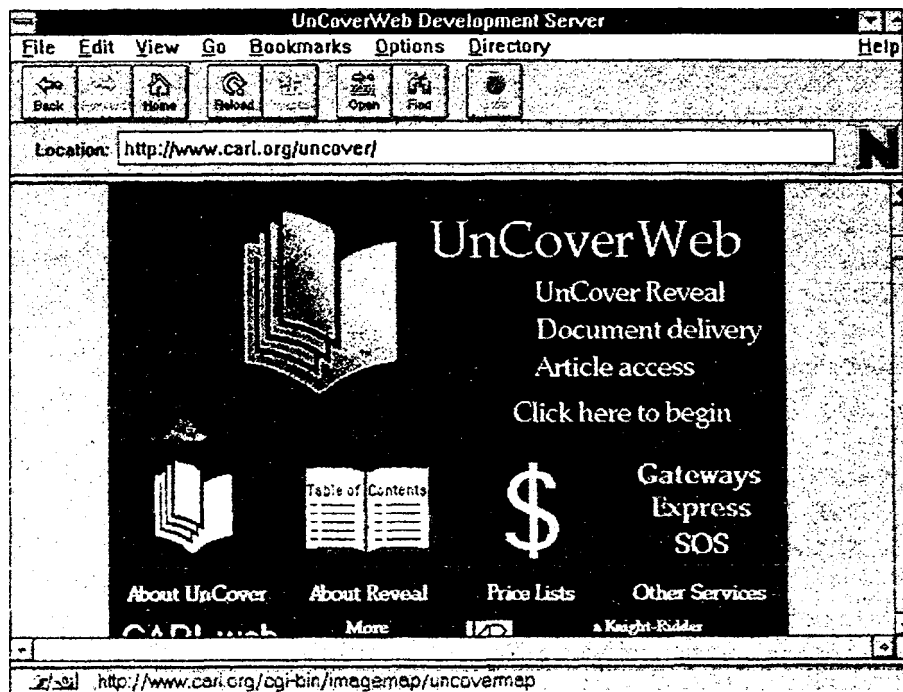 UnCoverWeb Development Server
File Edit View Go Bookmarks Options Directory Help
Back Home Reload Open Find
Location: http://www.carl.org/uncover/
N
UnCoverWeb
UnCover Reveal
Document delivery
Article access
Click here to begin
Table of Contents
$
Gateways
Express
SOS
About UnCover About Reveal Price Lists Other Services
CARL web More a Knight-Ridder
http://www.carl.org/cgi-bin/imagemap/uncovermap